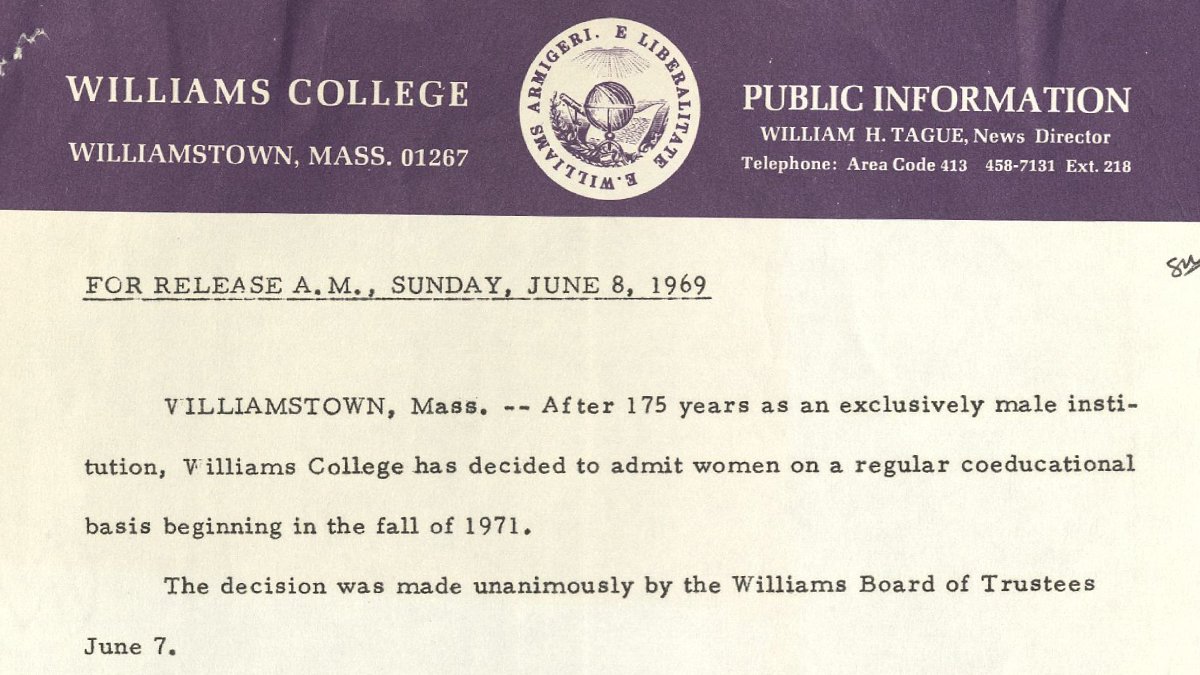 WILLIAMS COLLEGE
WILLIAMSTOWN, MASS. 01267
E LIBERALITATE E. WILLIAMS ARMIGERI.
PUBLIC INFORMATION
WILLIAM H. TAGUE, News Director
Telephone: Area Code 413 458-7131 Ext. 218
FOR RELEASE A.M., SUNDAY, JUNE 8, 1969
WILLIAMSTOWN, Mass. -- After 175 years as an exclusively male insti-
tution, Williams College has decided to admit women on a regular coeducational
basis beginning in the fall of 1971.
The decision was made unanimously by the Williams Board of Trustees
June 7.